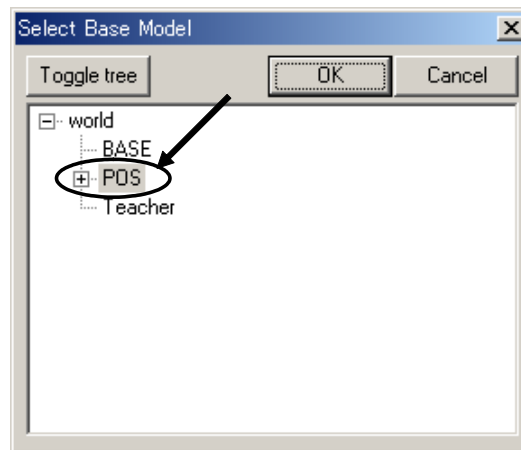 Select Base Model
Toggle tree OK Cancel
world
BASE
POS
Teacher